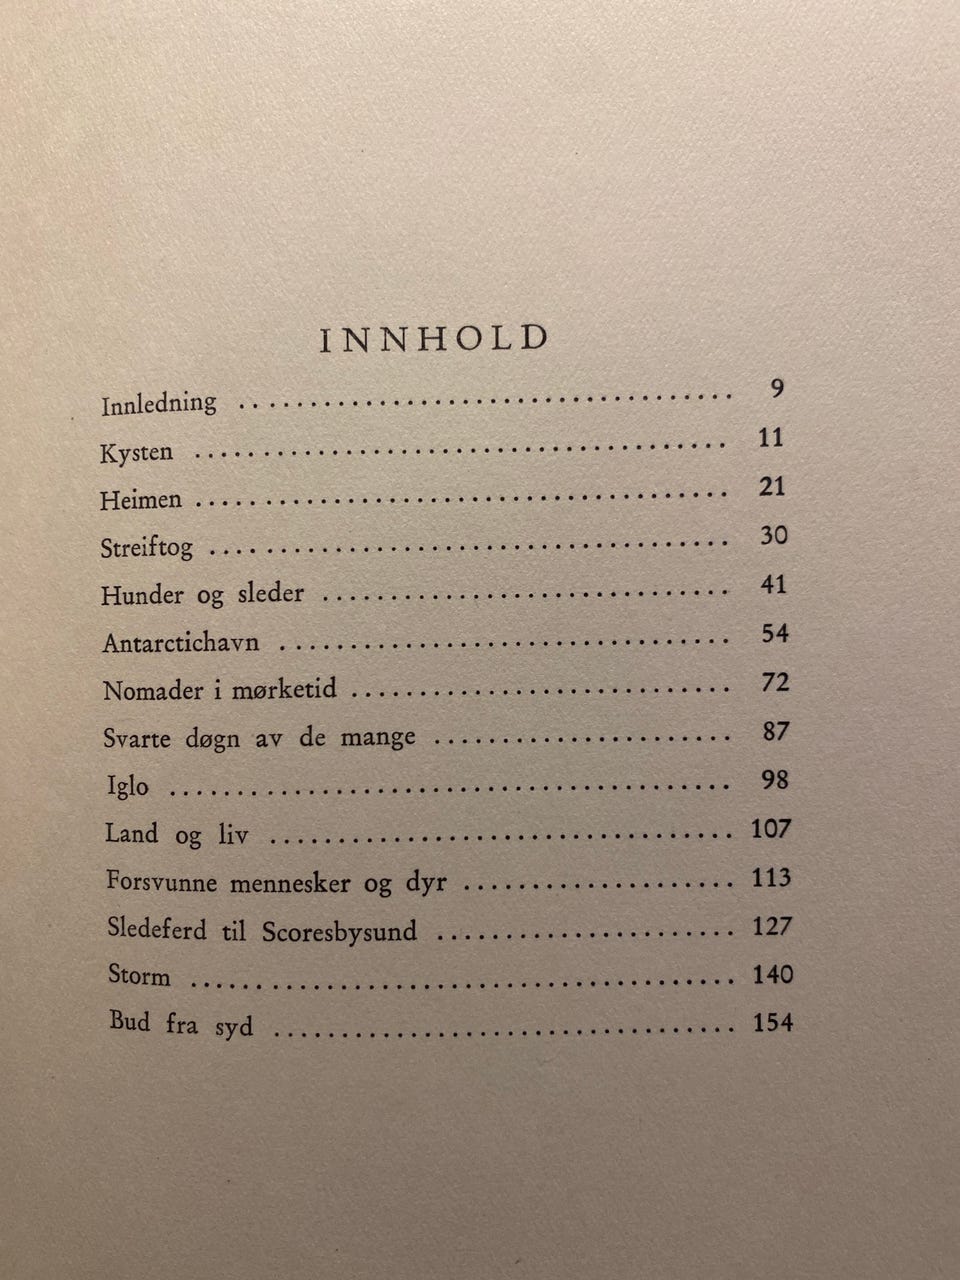 INNHOLD
Innledning .................................... 9
Kysten ....................................... 11
Heimen ....................................... 21
Streiftog ...................................... 30
Hunder og sleder .............................. 41
Antarctichavn ................................. 54
Nomader i mørketid ............................ 72
Svarte døgn av de mange ...................... 87
Iglo ......................................... 98
Land og liv .................................. 107
Forsvunne mennesker og dyr .................... 113
Sledeferd til Scoresbysund ...................... 127
Storm ........................................ 140
Bud fra syd .................................. 154